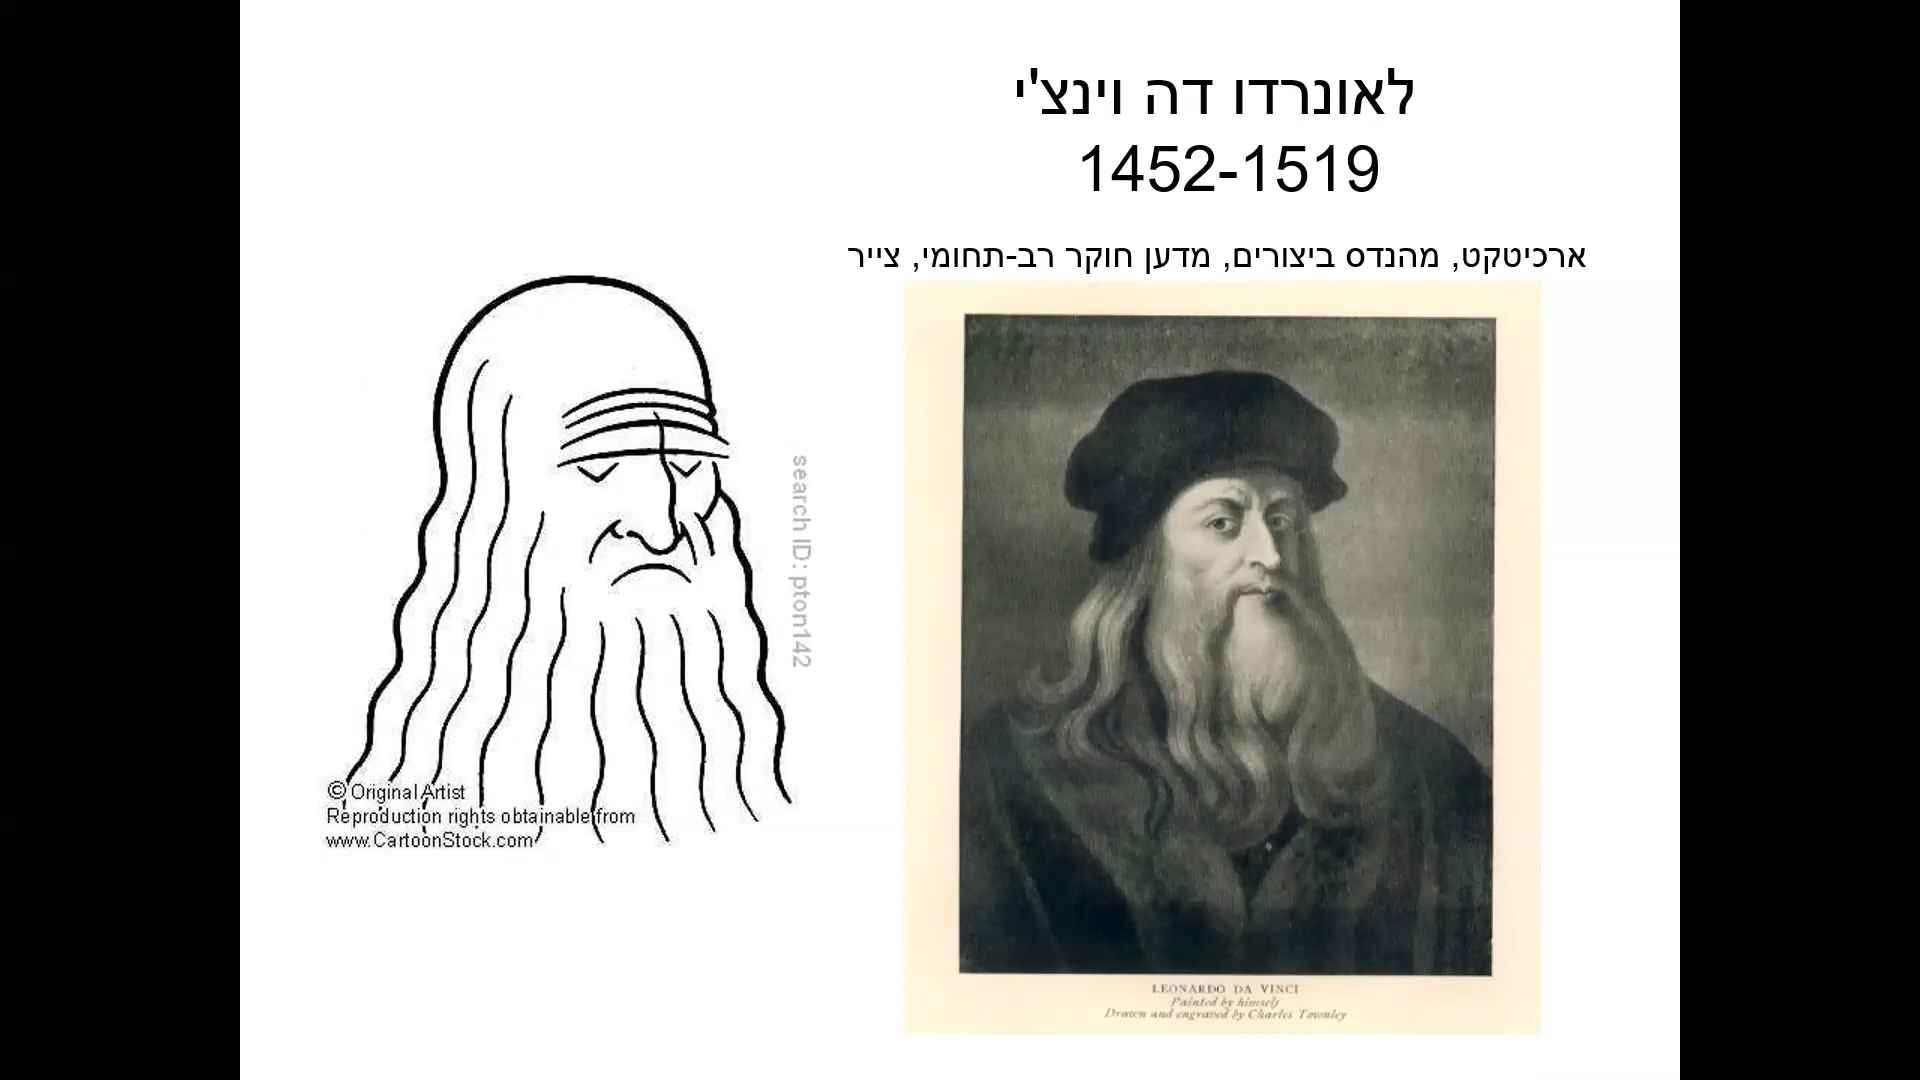 לאונרדו דה וינצ'י
1452-1519
ארכיטקט, מהנדס ביצורים, מדען חוקר רב-תחומי, צייר
search ID: pton142
© Original Artist
Reproduction rights obtainable from
www.CartoonStock.com
LEONARDO DA VINCI
Painted by himself
Drawn and engraved by Charles Townley